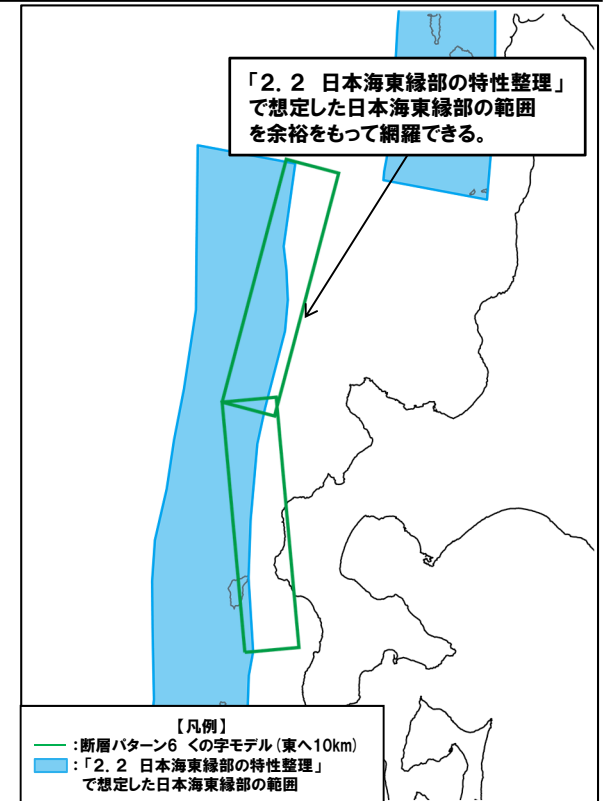 「2．2　日本海東縁部の特性整理」
で想定した日本海東縁部の範囲
を余裕をもって網羅できる。
【凡例】
：断層パターン6　くの字モデル（東へ10km）
：「2．2　日本海東縁部の特性整理」
で想定した日本海東縁部の範囲